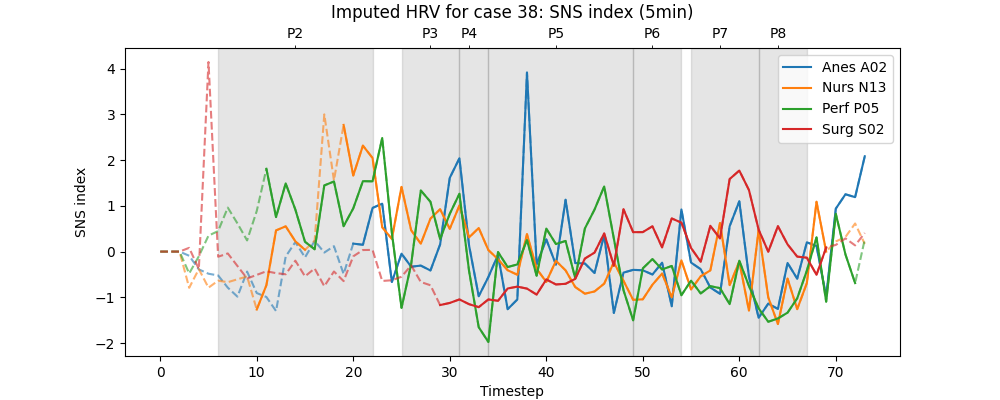 Imputed HRV for case 38: SNS index (5min)
P2 P3 P4 P5 P6 P7 P8
Anes A02
Nurs N13
Perf P05
Surg S02
SNS index
4
3
2
1
0
−1
−2
0 10 20 30 40 50 60 70
Timestep